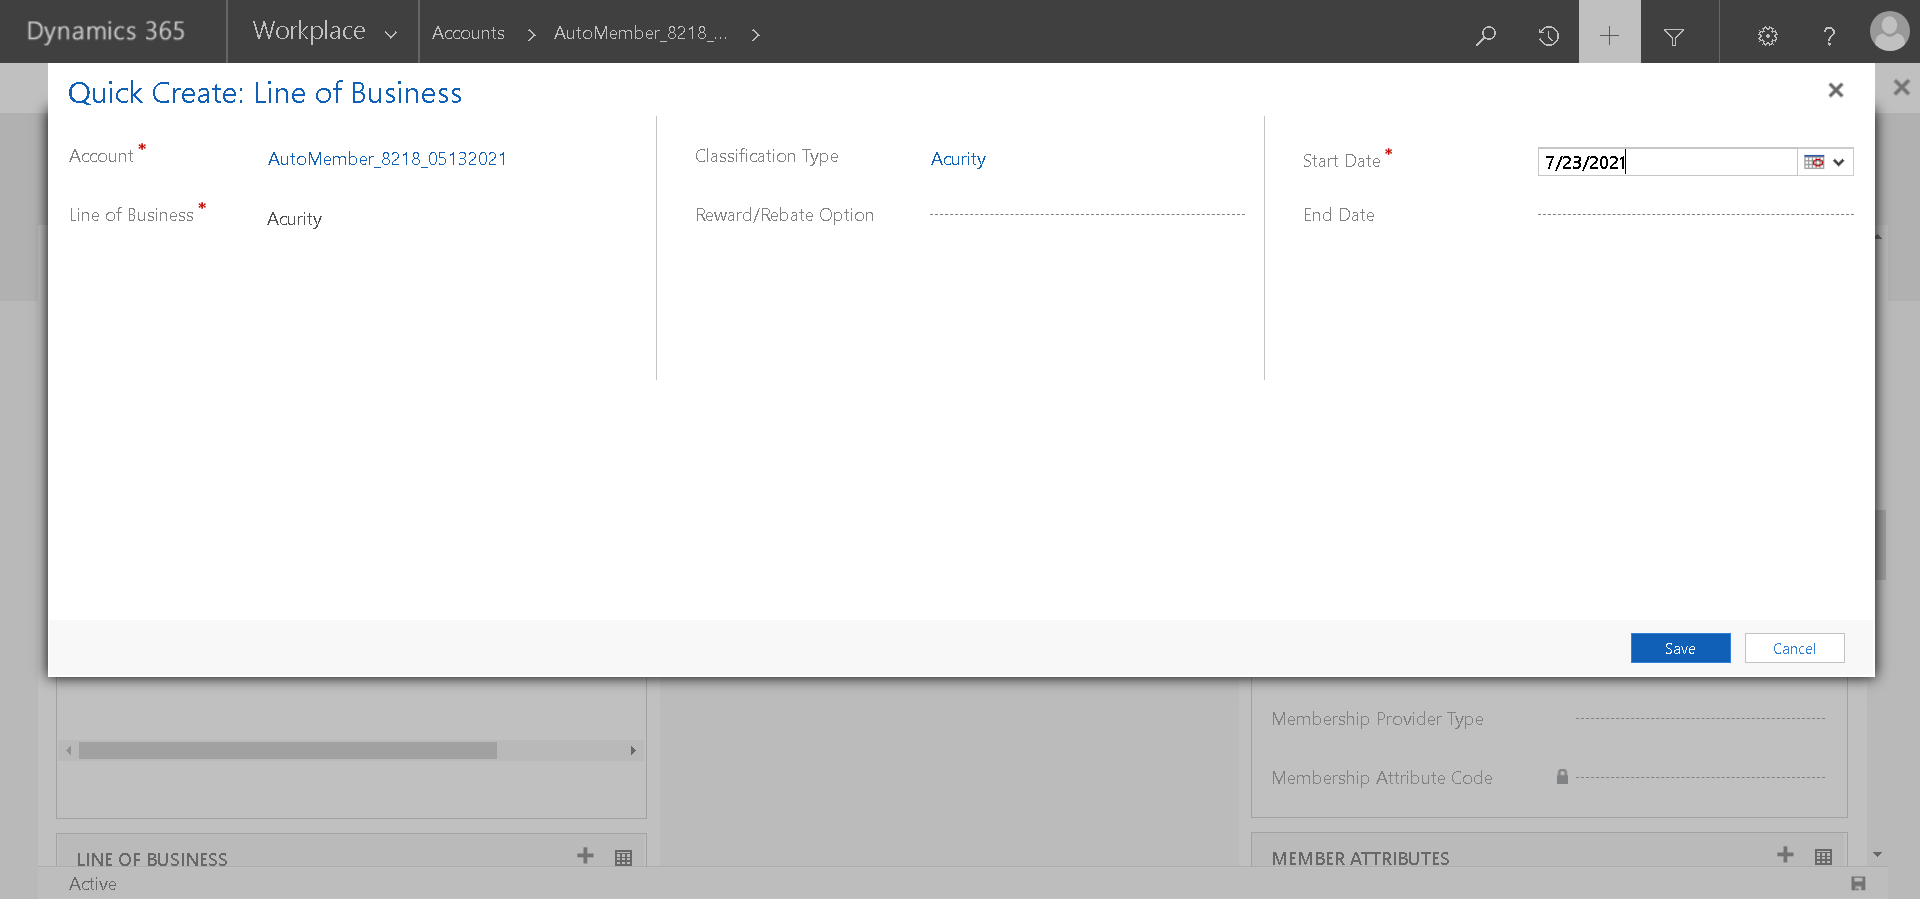 Dynamics 365
Workplace
Accounts
AutoMember_8218_...
Quick Create: Line of Business
Account *
AutoMember_8218_05132021
Line of Business *
Acurity
Classification Type
Acurity
Reward/Rebate Option
Start Date *
7/23/2021
End Date
Save
Cancel
Membership Provider Type
Membership Attribute Code
LINE OF BUSINESS
MEMBER ATTRIBUTES
Active